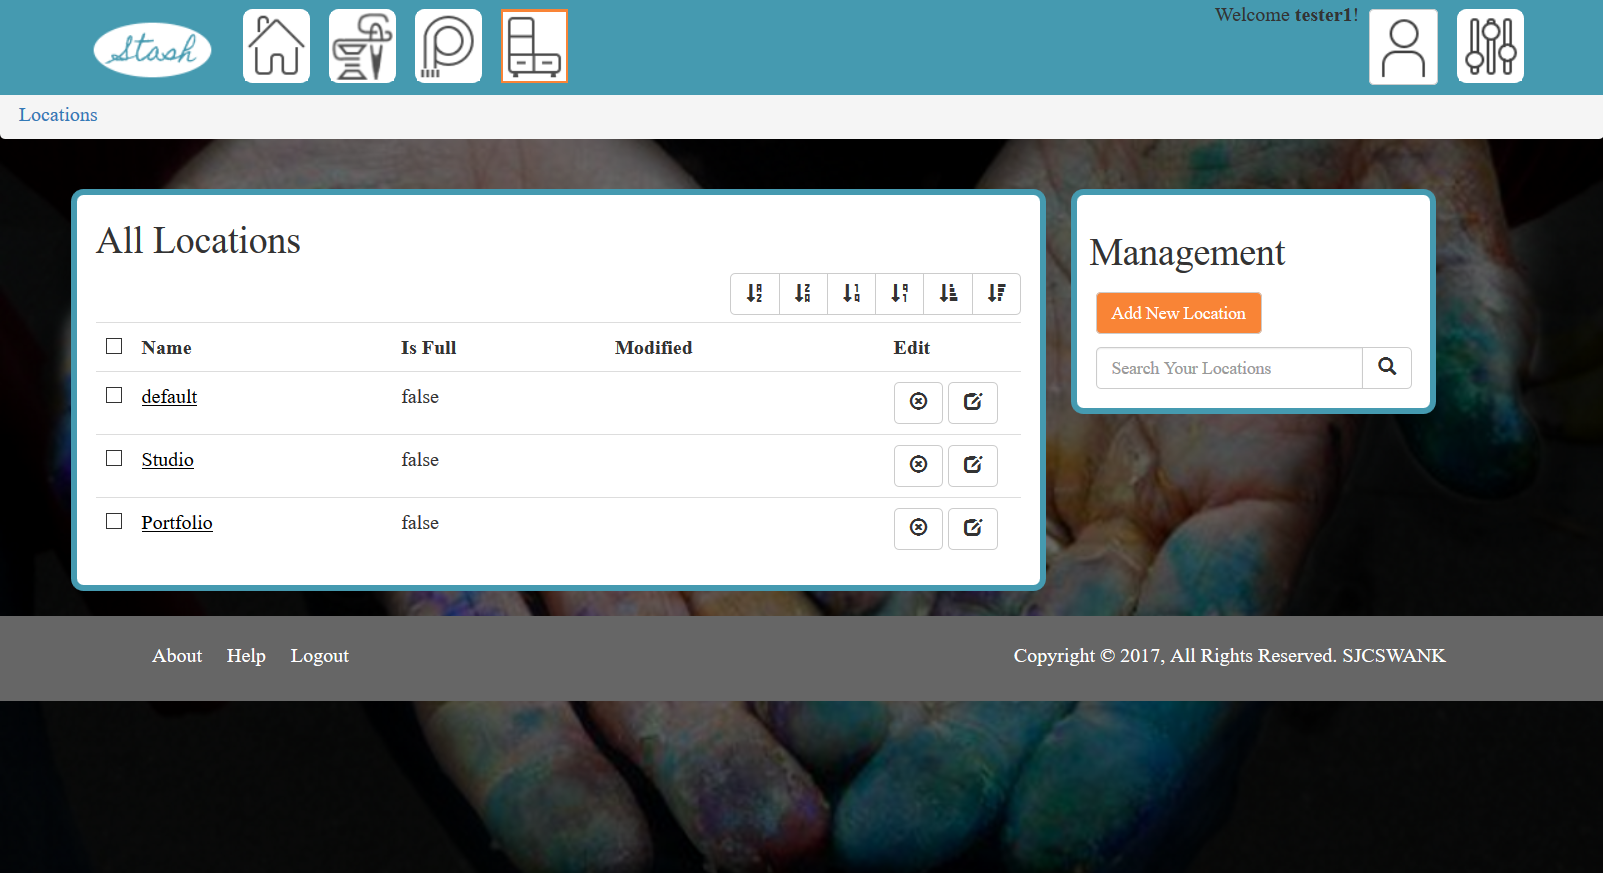 Stash
Welcome tester1!
Locations
All Locations
Name Is Full Modified Edit
default false
Studio false
Portfolio false
Management
Add New Location
Search Your Locations
About Help Logout
Copyright © 2017, All Rights Reserved. SJCSWANK